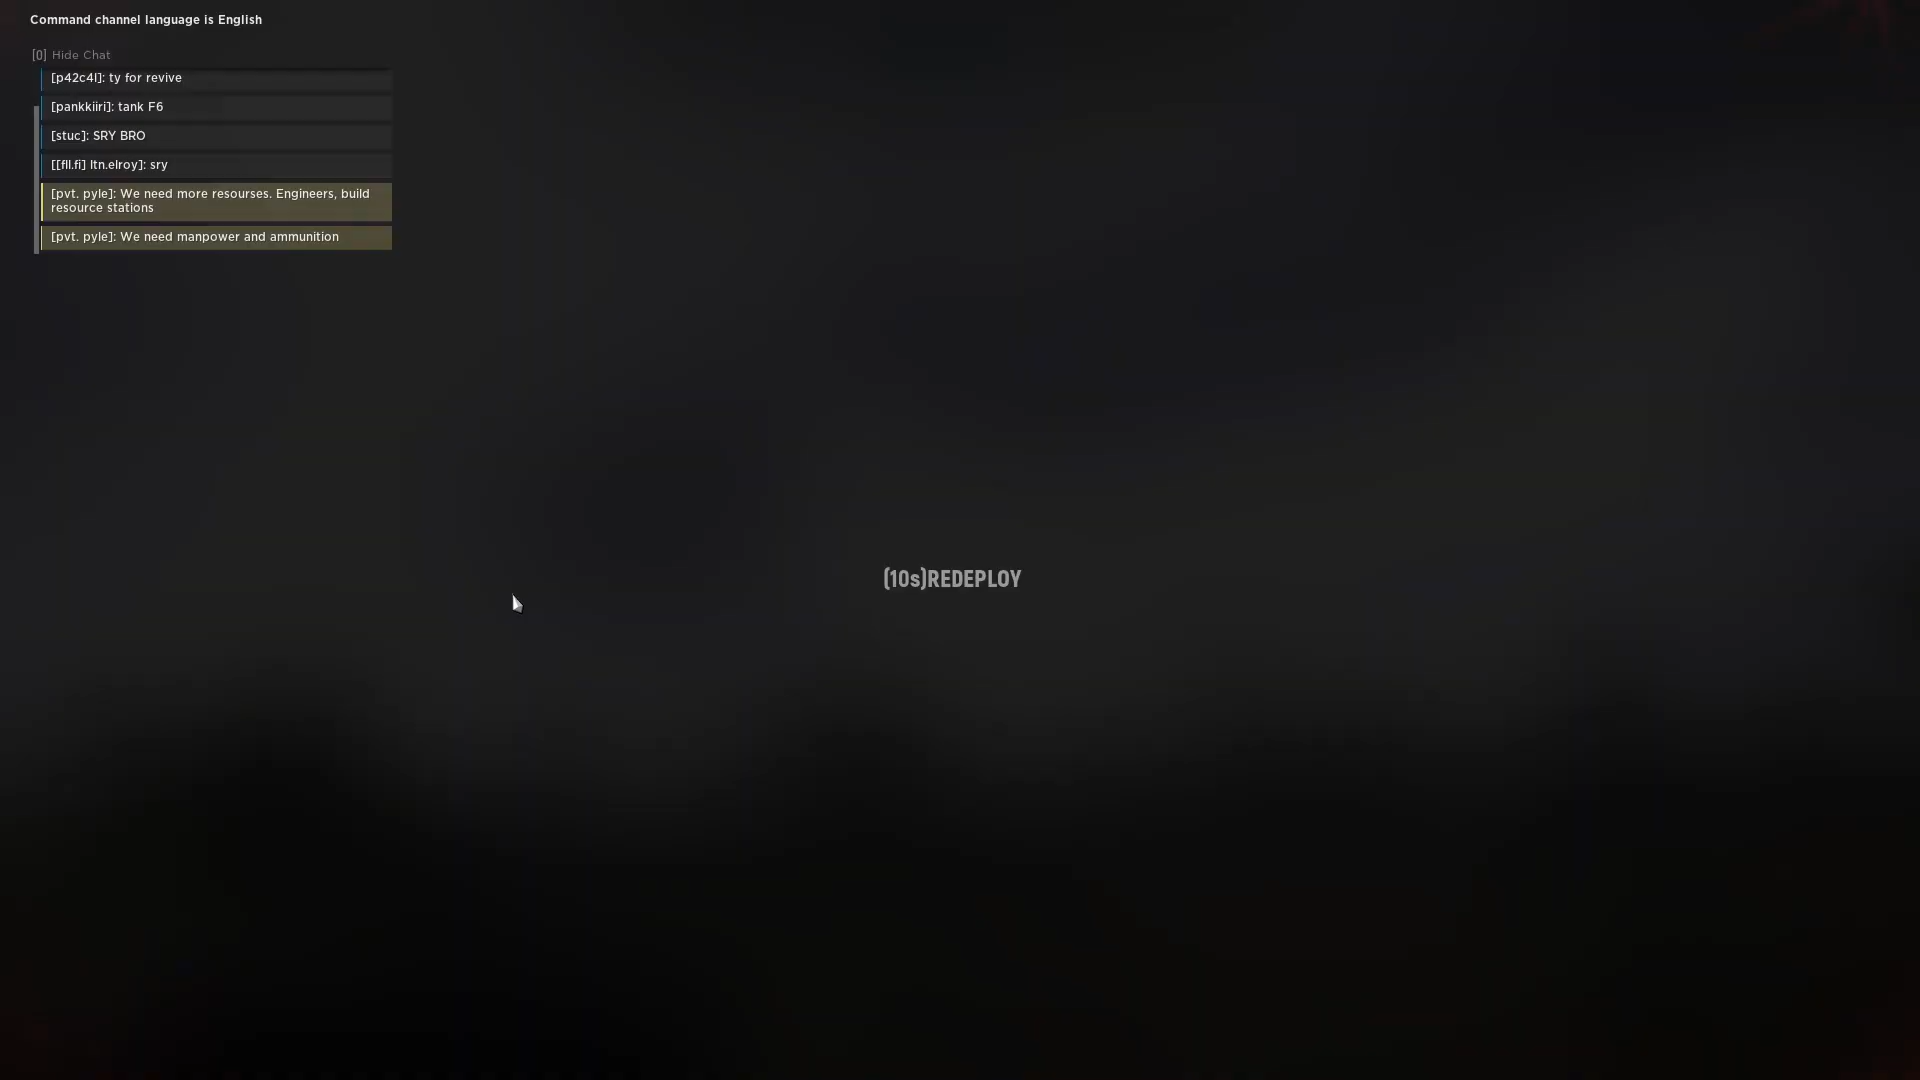 Command channel language is English
[0] Hide Chat
[p42c4l]: ty for revive
[pankkiiri]: tank F6
[stuc]: SRY BRO
[[fll.fi] ltn.elroy]: sry
[pvt. pyle]: We need more resourses. Engineers, build
resource stations
[pvt. pyle]: We need manpower and ammunition
(10s)REDEPLOY